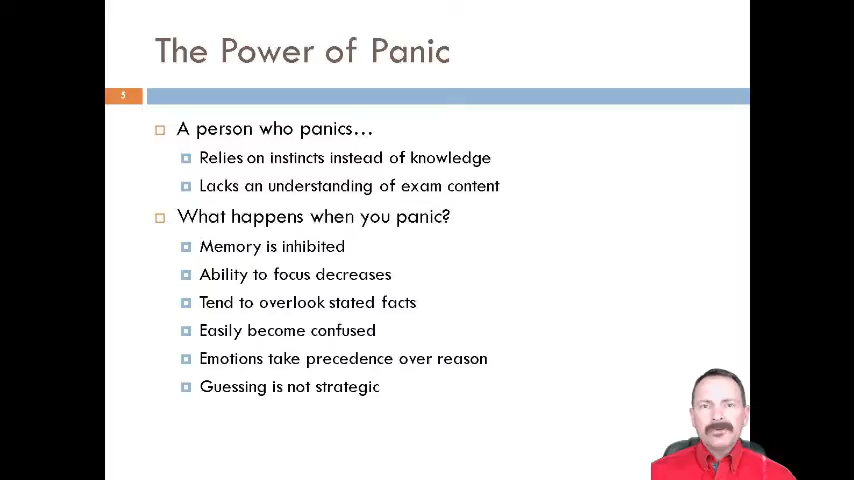 The Power of Panic
5
A person who panics…
Relies on instincts instead of knowledge
Lacks an understanding of exam content
What happens when you panic?
Memory is inhibited
Ability to focus decreases
Tend to overlook stated facts
Easily become confused
Emotions take precedence over reason
Guessing is not strategic